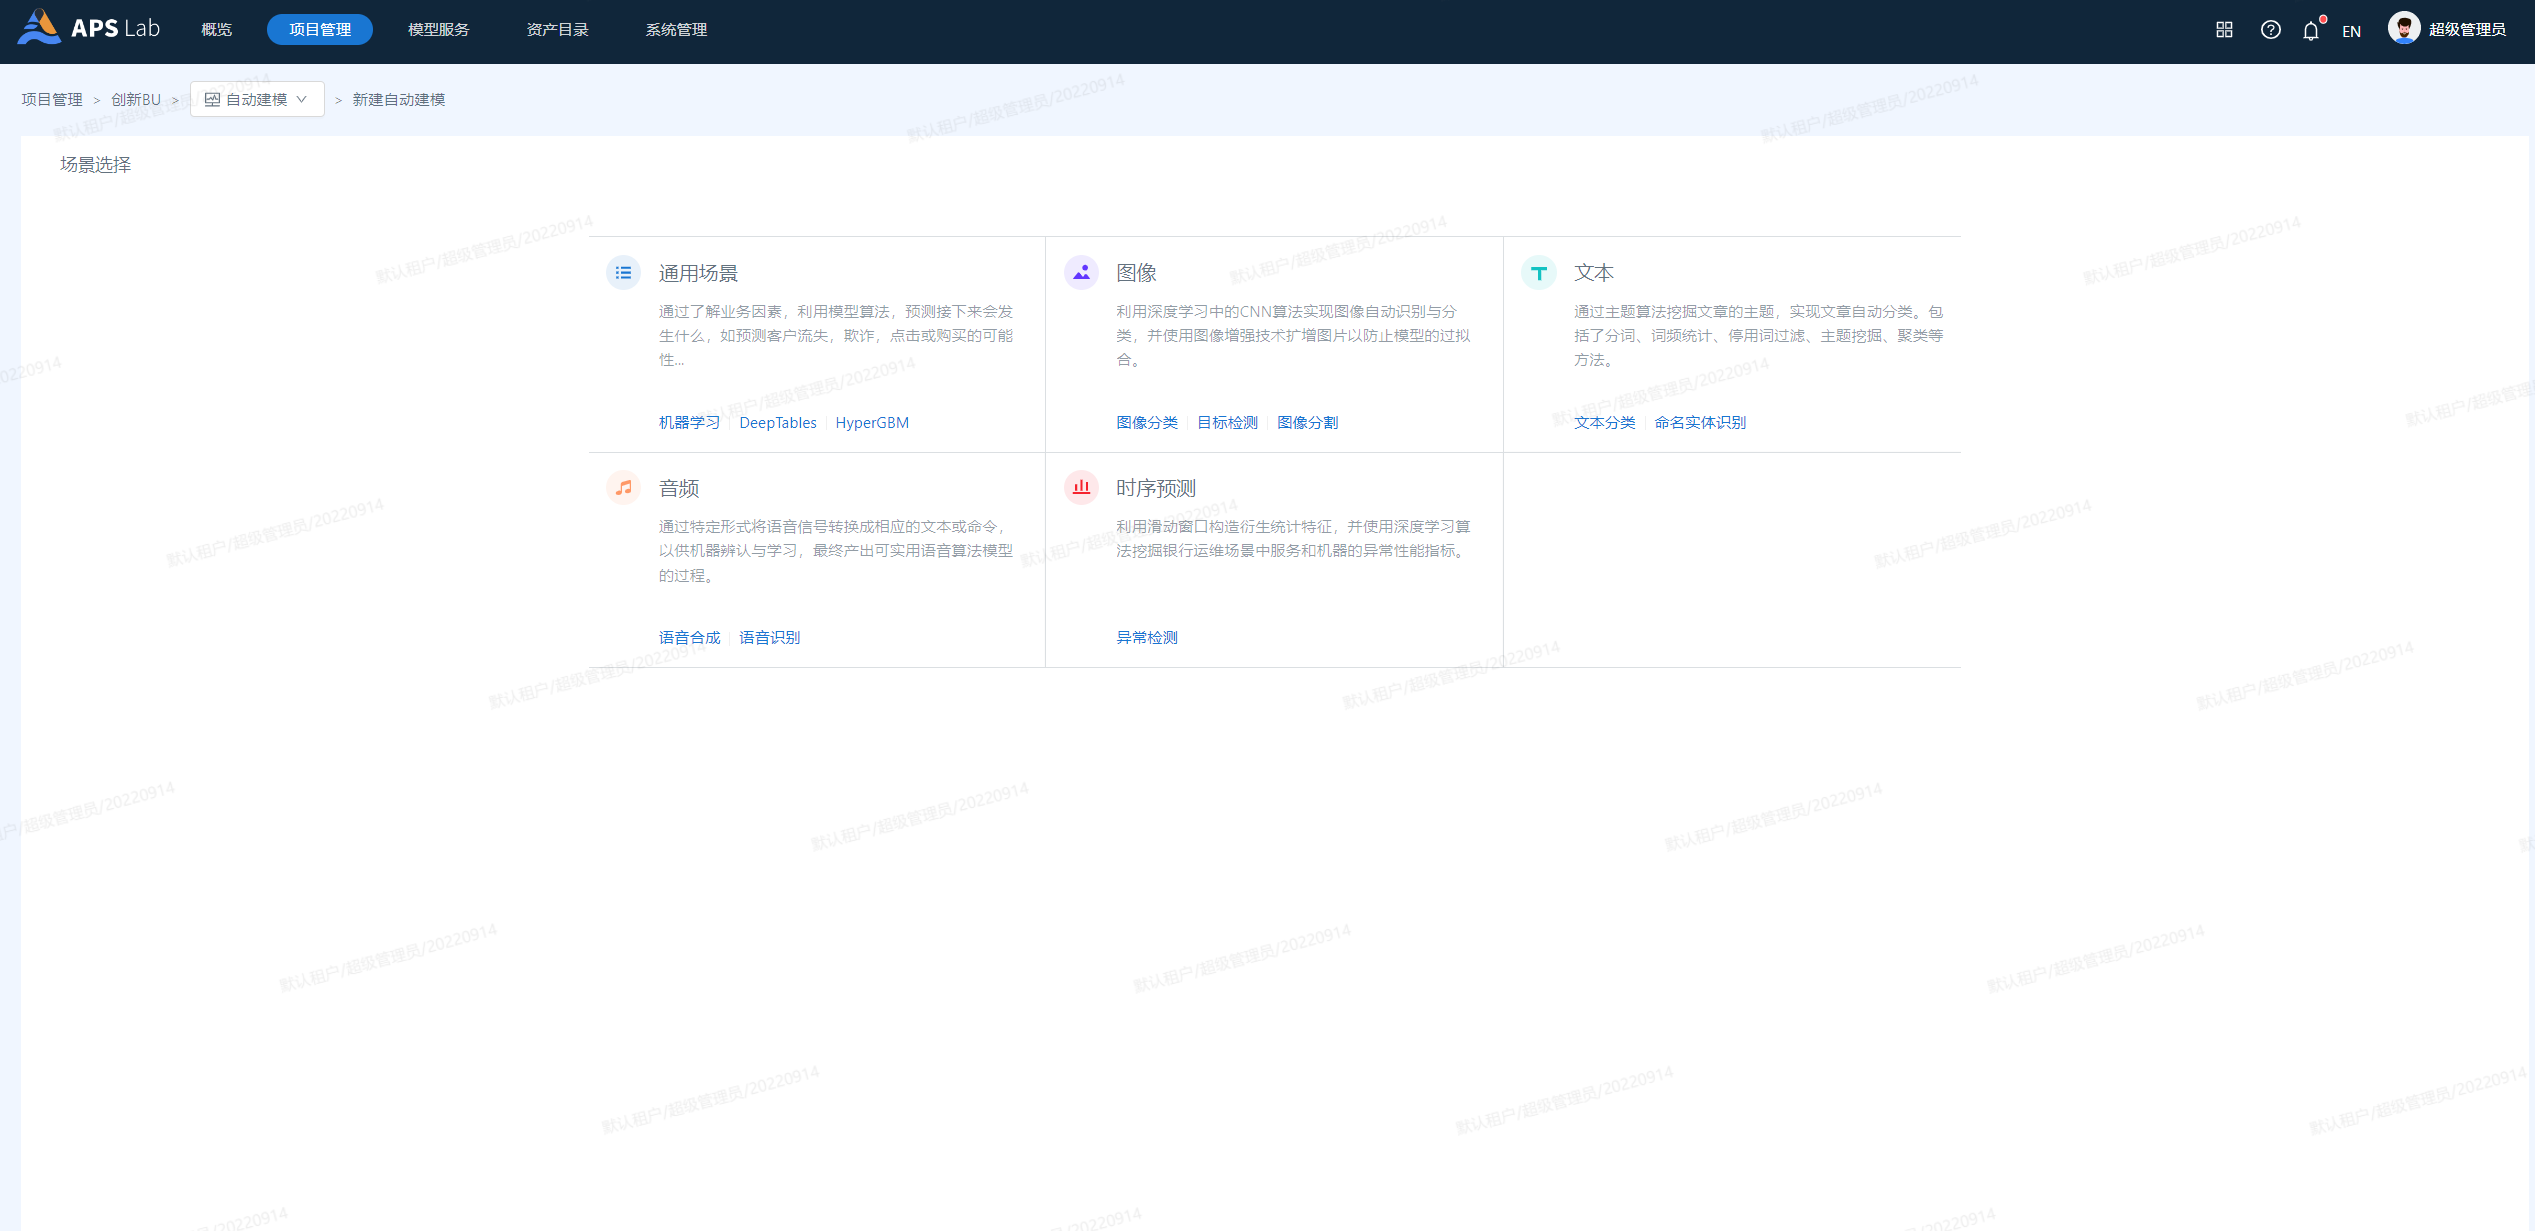 APS Lab 概览 项目管理 模型服务 资产目录 系统管理 EN 超级管理员
项目管理 > 创新BU > 自动建模 > 新建自动建模
场景选择
通用场景
通过了解业务因素，利用模型算法，预测接下来会发
生什么，如预测客户流失，欺诈，点击或购买的可能
性...
机器学习 DeepTables HyperGBM
图像
利用深度学习中的CNN算法实现图像自动识别与分
类，并使用图像增强技术扩增图片以防止模型的过拟
合。
图像分类 目标检测 图像分割
文本
通过主题算法挖掘文章的主题，实现文章自动分类。包
括了分词、词频统计、停用词过滤、主题挖掘、聚类等
方法。
文本分类 命名实体识别
音频
通过特定形式将语音信号转换成相应的文本或命令，
以供机器辨认与学习，最终产出可实用语音算法模型
的过程。
语音合成 语音识别
时序预测
利用滑动窗口构造衍生统计特征，并使用深度学习算
法挖掘银行运维场景中服务和机器的异常性能指标。
异常检测
默认租户/超级管理员/20220914